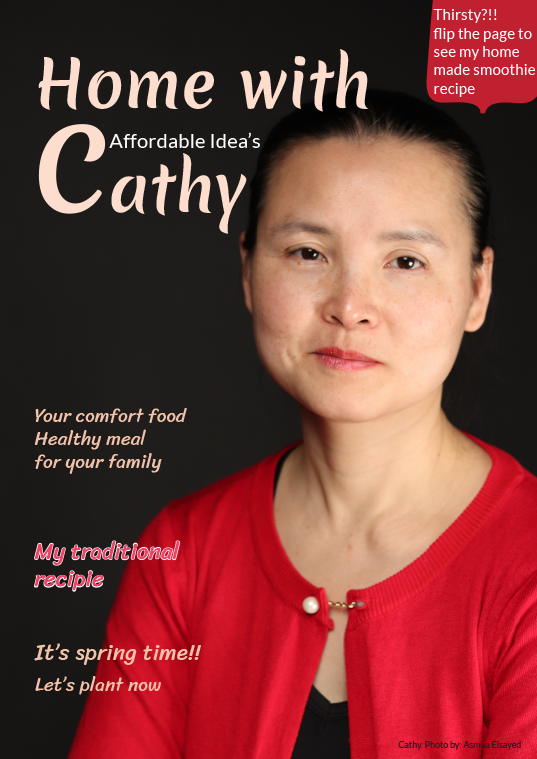 Thirsty?!!
flip the page to
see my home
made smoothie
recipe
Home with
Affordable Idea's
Cathy
Your comfort food
Healthy meal
for your family
My traditional
recipie
It's spring time!!
Let's plant now
Cathy. Photo by: Asmaa Elsayed